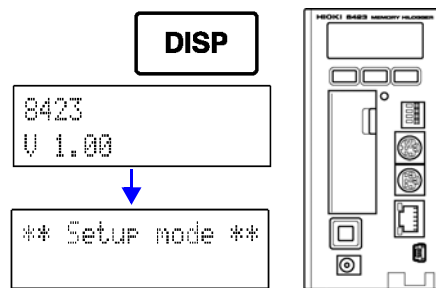 DISP
HIOKI 8423 MEMORY HiLOGGER
8423
V 1.00
** Setup mode **